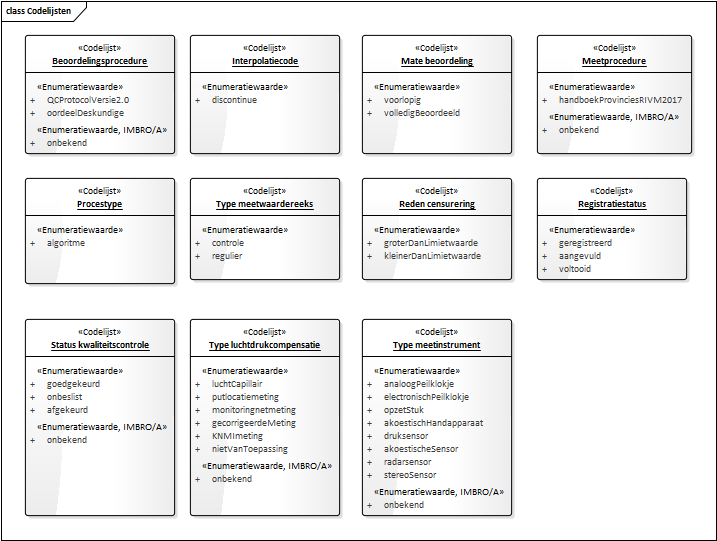 class Codelijsten
«Codelijst»
Beoordelingsprocedure
«Enumeratiewaarde»
+ QCProtocolVersie2.0
+ oordeelDeskundige
«Enumeratiewaarde, IMBRO/A»
+ onbekend
«Codelijst»
Interpolatiecode
«Enumeratiewaarde»
+ discontinue
«Codelijst»
Mate beoordeling
«Enumeratiewaarde»
+ voorlopig
+ volledigBeoordeeld
«Codelijst»
Meetprocedure
«Enumeratiewaarde»
+ handboekProvinciesRIVM2017
«Enumeratiewaarde, IMBRO/A»
+ onbekend
«Codelijst»
Procestype
«Enumeratiewaarde»
+ algoritme
«Codelijst»
Type meetwaardereeks
«Enumeratiewaarde»
+ controle
+ regulier
«Codelijst»
Reden censurering
«Enumeratiewaarde»
+ groterDanLimietwaarde
+ kleinerDanLimietwaarde
«Codelijst»
Registratiestatus
«Enumeratiewaarde»
+ geregistreerd
+ aangevuld
+ voltooid
«Codelijst»
Status kwaliteitscontrole
«Enumeratiewaarde»
+ goedgekeurd
+ onbeslist
+ afgekeurd
«Enumeratiewaarde, IMBRO/A»
+ onbekend
«Codelijst»
Type luchtdrukcompensatie
«Enumeratiewaarde»
+ luchtCapillair
+ putlocatiemeting
+ monitoringnetmeting
+ gecorrigeerdeMeting
+ KNMImeting
+ nietVanToepassing
«Enumeratiewaarde, IMBRO/A»
+ onbekend
«Codelijst»
Type meetinstrument
«Enumeratiewaarde»
+ analoogPeilklokje
+ electronischPeilklokje
+ opzetStuk
+ akoestischHandapparaat
+ druksensor
+ akoestischeSensor
+ radarsensor
+ stereoSensor
«Enumeratiewaarde, IMBRO/A»
+ onbekend